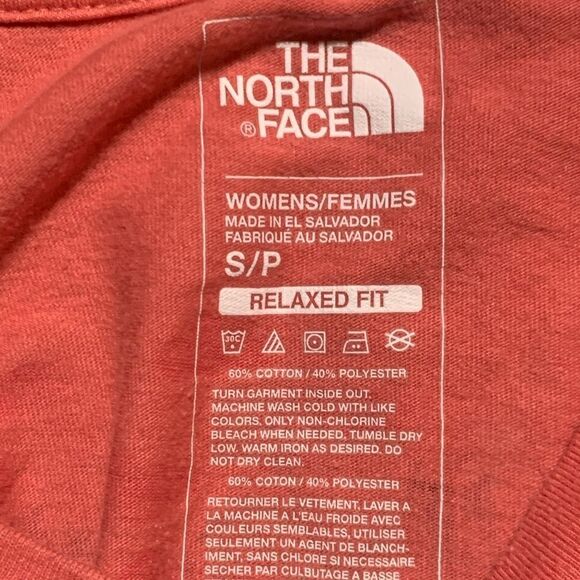 THE
NORTH
® FACE
WOMENS/FEMMES
MADE IN EL SALVADOR
FABRIQUÉ AU SALVADOR
S/P
RELAXED FIT
30C
60% COTTON / 40% POLYESTER
TURN GARMENT INSIDE OUT.
MACHINE WASH COLD WITH LIKE
COLORS. ONLY NON-CHLORINE
BLEACH WHEN NEEDED. TUMBLE DRY
LOW. WARM IRON AS DESIRED. DO
NOT DRY CLEAN.
60% COTON / 40% POLYESTER
RETOURNER LE VETEMENT. LAVER A
LA MACHINE A L'EAU FROIDE AVEC
COULEURS SEMBLABLES, UTILISER
SEULEMENT UN AGENT DE BLANCHI-
MENT, SANS CHLORE SI NECESSAIRE
SECHER PAR CULBUTAGE A BASSE